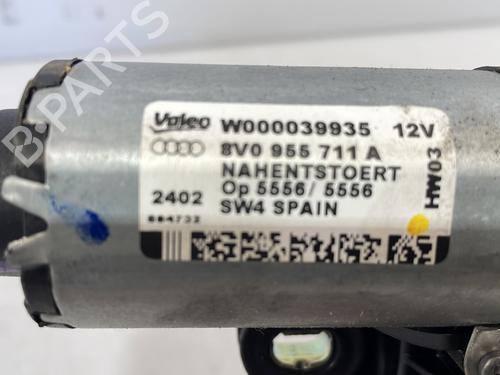 Valeo W000039935 12V
8V0 955 711 A
NAHENTSTOERT
Op 5556/ 5556
2402 SW4 SPAIN
HW03
B-PARTS